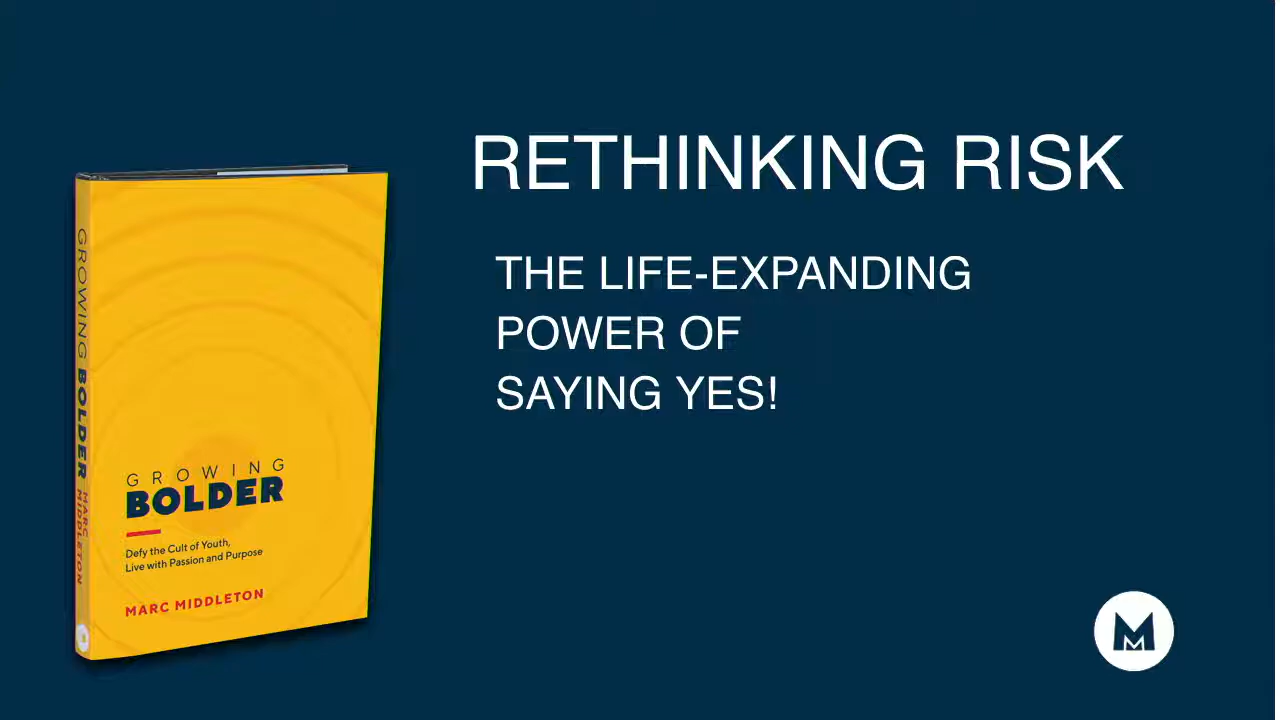 RETHINKING RISK
THE LIFE-EXPANDING
POWER OF
SAYING YES!
GROWING BOLDER MARC MIDDLETON
GROWING
BOLDER
Defy the Cult of Youth,
Live with Passion and Purpose
MARC MIDDLETON
M